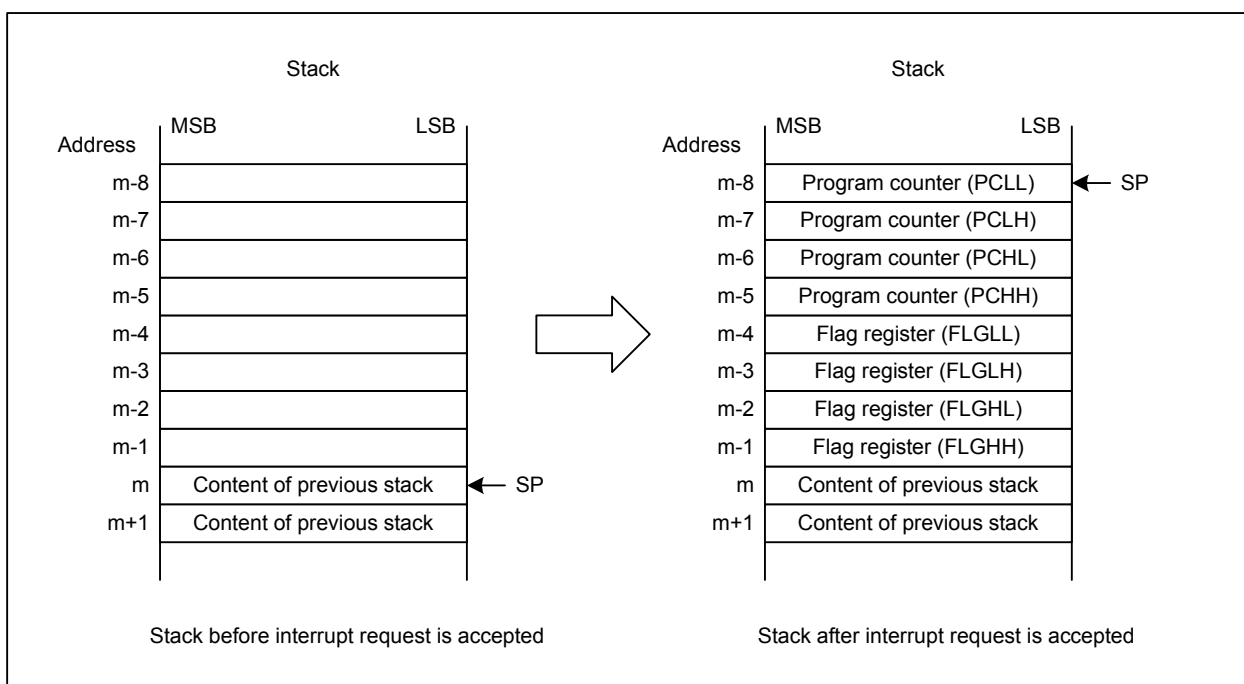 Stack
MSB LSB
Address
m-8
m-7
m-6
m-5
m-4
m-3
m-2
m-1
m Content of previous stack SP
m+1 Content of previous stack
Stack before interrupt request is accepted
Stack
MSB LSB
Address
m-8 Program counter (PCLL) SP
m-7 Program counter (PCLH)
m-6 Program counter (PCHL)
m-5 Program counter (PCHH)
m-4 Flag register (FLGLL)
m-3 Flag register (FLGLH)
m-2 Flag register (FLGHL)
m-1 Flag register (FLGHH)
m Content of previous stack
m+1 Content of previous stack
Stack after interrupt request is accepted